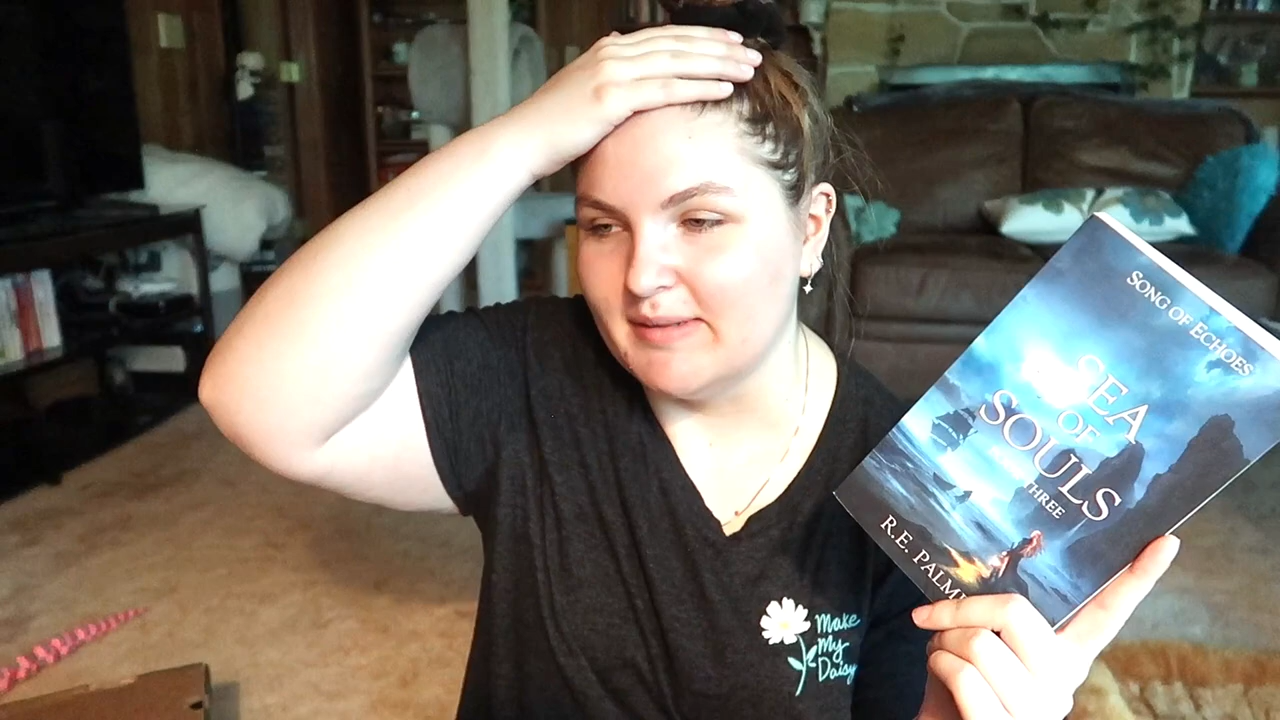 SONG OF ECHOES
SEA
OF
SOULS
THREE
R.E. PALM
Make
My
Daisy